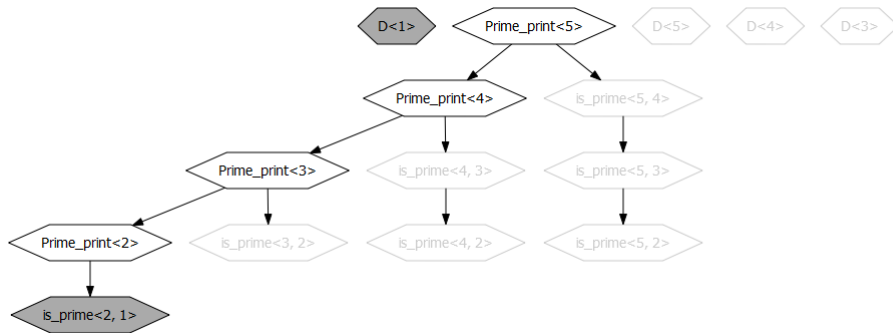 D<1>
Prime_print<5>
D<5>
D<4>
D<3>
Prime_print<4>
is_prime<5, 4>
Prime_print<3>
is_prime<4, 3>
is_prime<5, 3>
Prime_print<2>
is_prime<3, 2>
is_prime<4, 2>
is_prime<5, 2>
is_prime<2, 1>